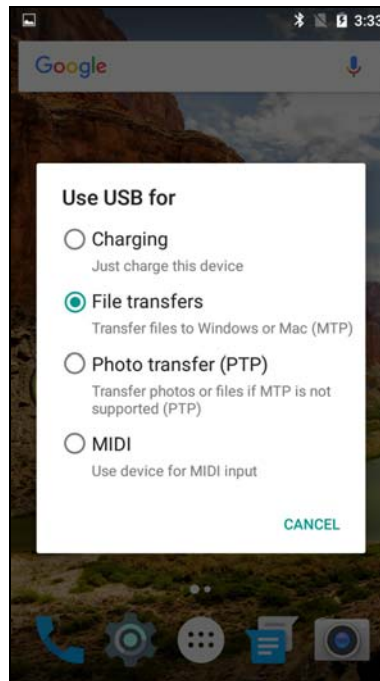 3:33
Google
Use USB for
Charging
Just charge this device
File transfers
Transfer files to Windows or Mac (MTP)
Photo transfer (PTP)
Transfer photos or files if MTP is not
supported (PTP)
MIDI
Use device for MIDI input
CANCEL